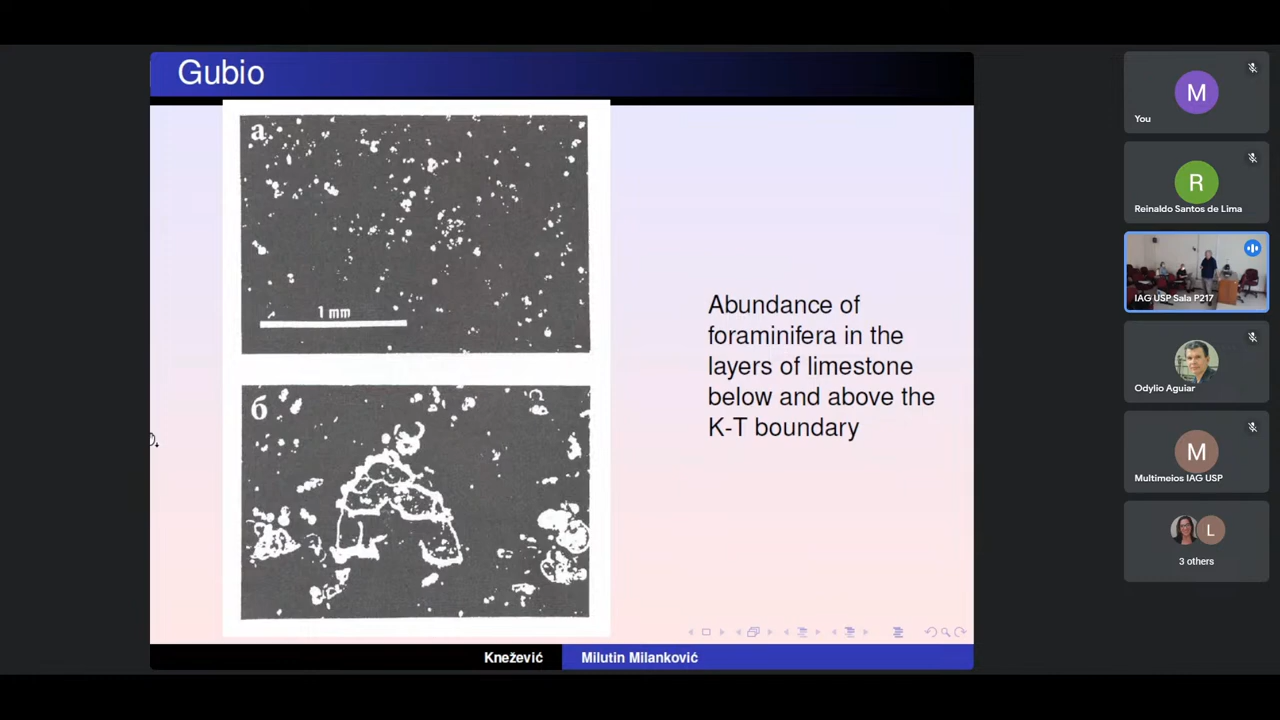 Gubio
а
1 mm
б
Abundance of
foraminifera in the
layers of limestone
below and above the
K-T boundary
Knežević
Milutin Milanković
M
You
R
Reinaldo Santos de Lima
IAG USP Sala P217
Odylio Aguiar
M
Multimeios IAG USP
L
3 others